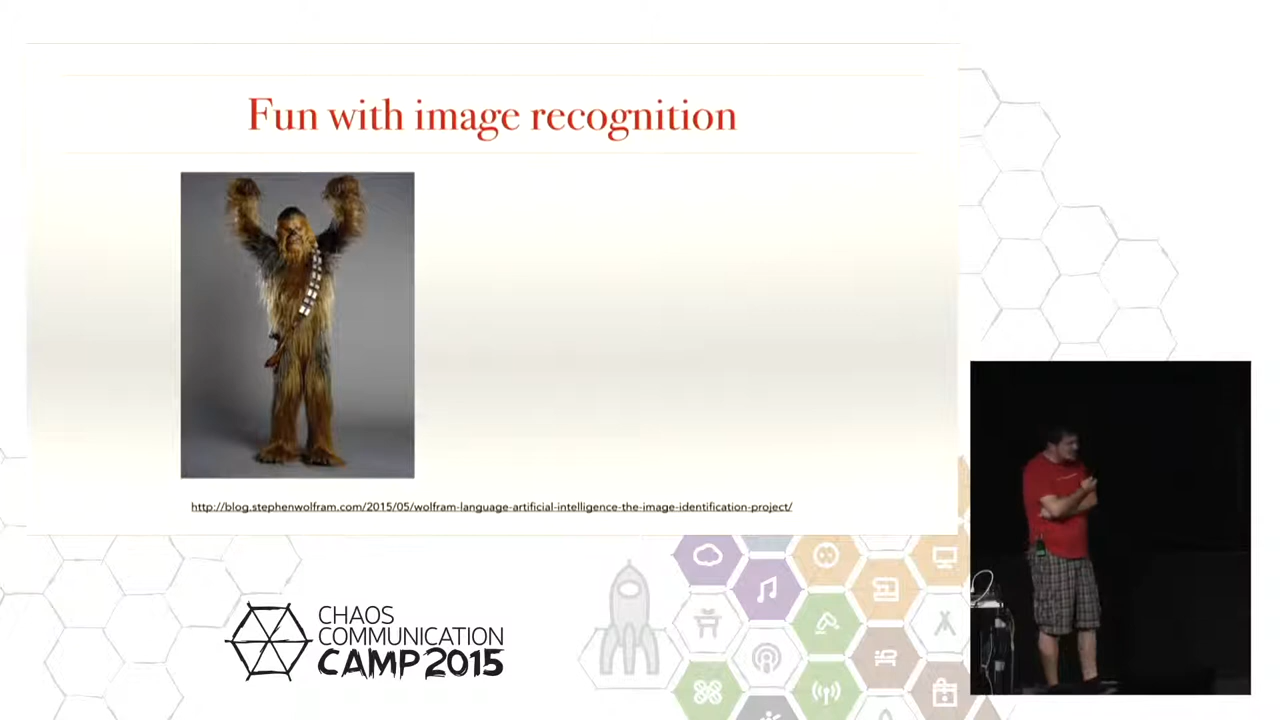 Fun with image recognition
http://blog.stephenwolfram.com/2015/05/wolfram-language-artificial-intelligence-the-image-identification-project/
CHAOS
COMMUNICATION
CAMP 2015